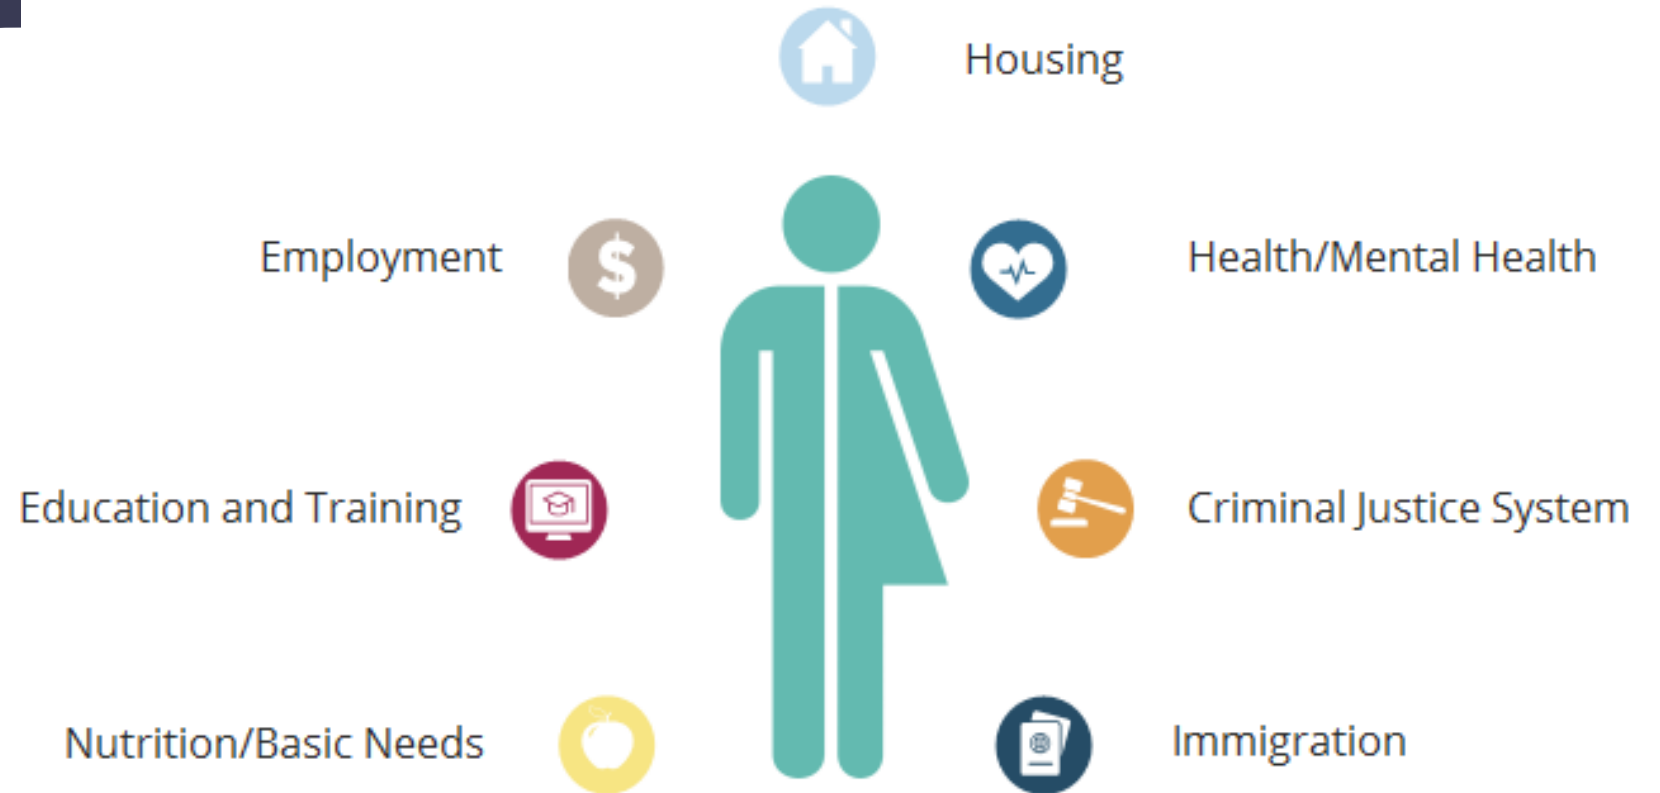 Housing
Employment
Health/Mental Health
Education and Training
Criminal Justice System
Nutrition/Basic Needs
Immigration